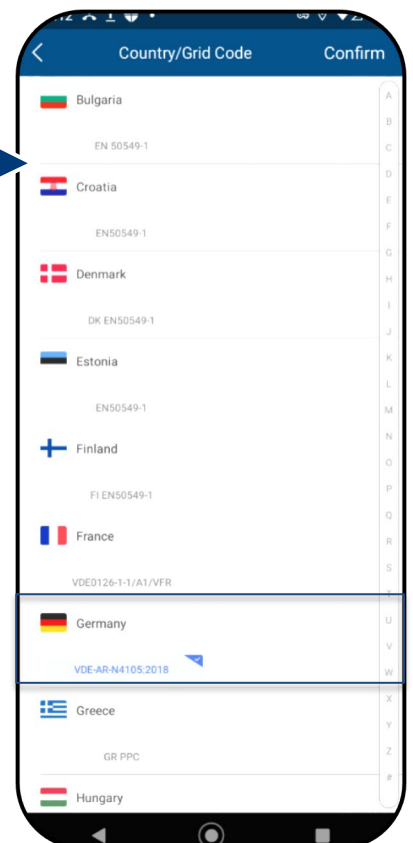 Country/Grid Code Confirm
Bulgaria
EN 50549-1
Croatia
EN50549-1
Denmark
DK EN50549-1
Estonia
EN50549-1
Finland
FI EN50549-1
France
VDE0126-1-1/A1/VFR
Germany
VDE-AR-N4105:2018
Greece
GR PPC
Hungary
A
B
C
D
E
F
G
H
I
J
K
L
M
N
O
P
Q
R
S
U
V
W
X
Y
Z
#